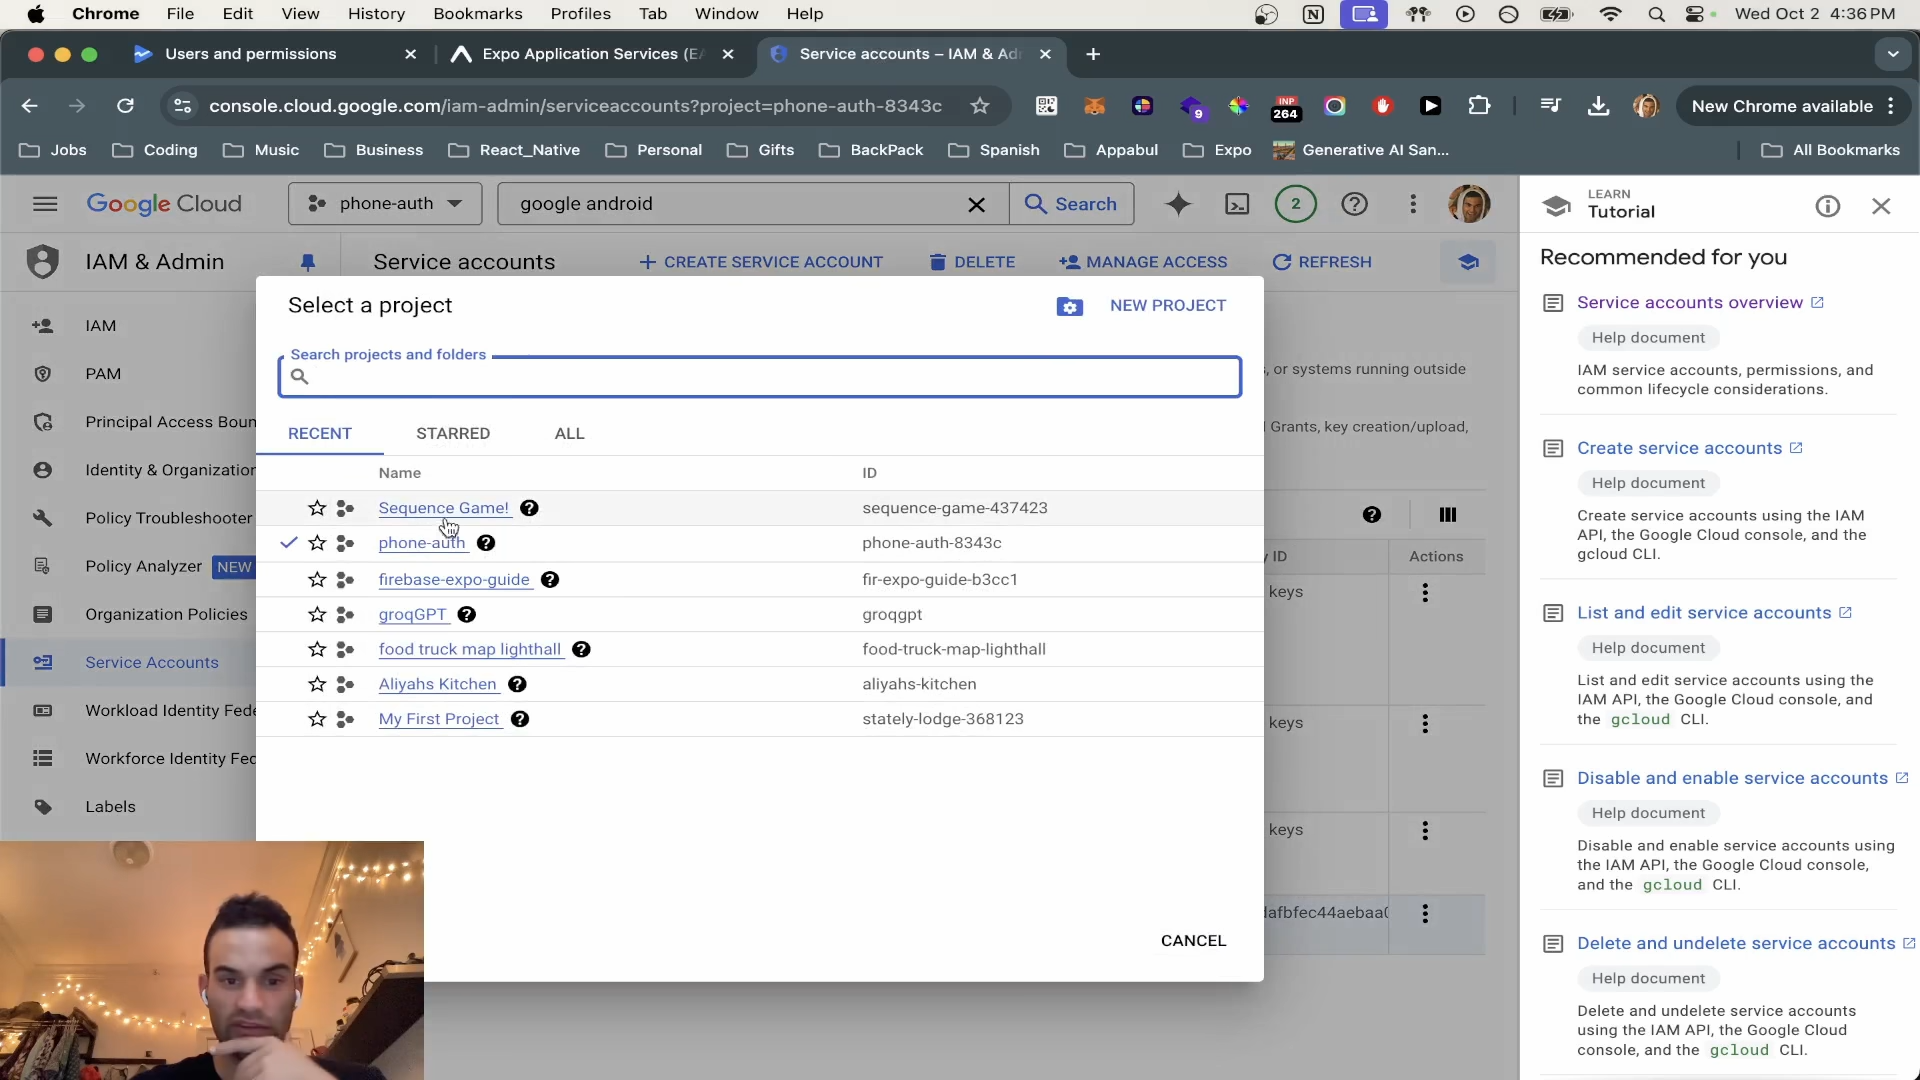 Chrome File Edit View History Bookmarks Profiles Tab Window Help Wed Oct 2 4:36 PM
Users and permissions
Expo Application Services (EA
Service accounts – IAM & Adm
console.cloud.google.com/iam-admin/serviceaccounts?project=phone-auth-8343c
9
INP
264
New Chrome available
Jobs Coding Music Business React_Native Personal Gifts BackPack Spanish Appabul Expo Generative AI San... All Bookmarks
Google Cloud
phone-auth
google android
Search
2
LEARN
Tutorial
IAM & Admin
Service accounts
CREATE SERVICE ACCOUNT
DELETE
MANAGE ACCESS
REFRESH
Recommended for you
IAM
PAM
Principal Access Boun
Identity & Organization
Policy Troubleshooter
Policy Analyzer NEW
Organization Policies
Service Accounts
Workload Identity Fede
Workforce Identity Fed
Labels
Select a project
NEW PROJECT
Search projects and folders
RECENT STARRED ALL
Name ID
Sequence Game! sequence-game-437423
phone-auth phone-auth-8343c
firebase-expo-guide fir-expo-guide-b3cc1
groqGPT groqgpt
food truck map lighthall food-truck-map-lighthall
Aliyahs Kitchen aliyahs-kitchen
My First Project stately-lodge-368123
CANCEL
, or systems running outside
Grants, key creation/upload,
ID Actions
keys
keys
keys
Service accounts overview
Help document
IAM service accounts, permissions, and
common lifecycle considerations.
Create service accounts
Help document
Create service accounts using the IAM
API, the Google Cloud console, and the
gcloud CLI.
List and edit service accounts
Help document
List and edit service accounts using the
IAM API, the Google Cloud console, and
the gcloud CLI.
Disable and enable service accounts
Help document
Disable and enable service accounts using
the IAM API, the Google Cloud console,
and the gcloud CLI.
Delete and undelete service accounts
Help document
Delete and undelete service accounts
using the IAM API, the Google Cloud
console, and the gcloud CLI.